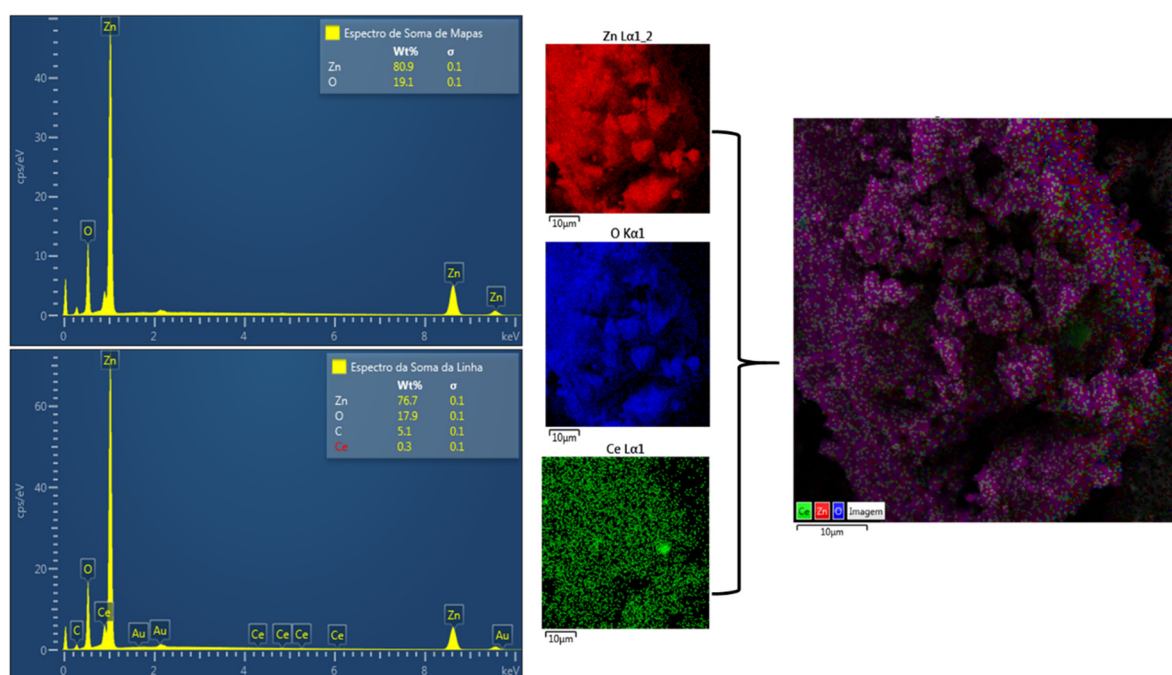 Zn
Espectro de Soma de Mapas
Wt% σ
Zn 80.9 0.1
O 19.1 0.1
40
30
cps/eV
20
O
10
Zn
Zn
0
0 2 4 6 8 keV
Zn
Espectro da Soma da Linha
Wt% σ
Zn 76.7 0.1
O 17.9 0.1
C 5.1 0.1
Ce 0.3 0.1
60
cps/eV
40
20
O
Ce
Zn
C Au Au Ce Ce Ce Ce Au
0
0 2 4 6 8 keV
Zn Lα1_2
10µm
O Kα1
10µm
Ce Lα1
10µm
Ce Zn O Imagem
10µm